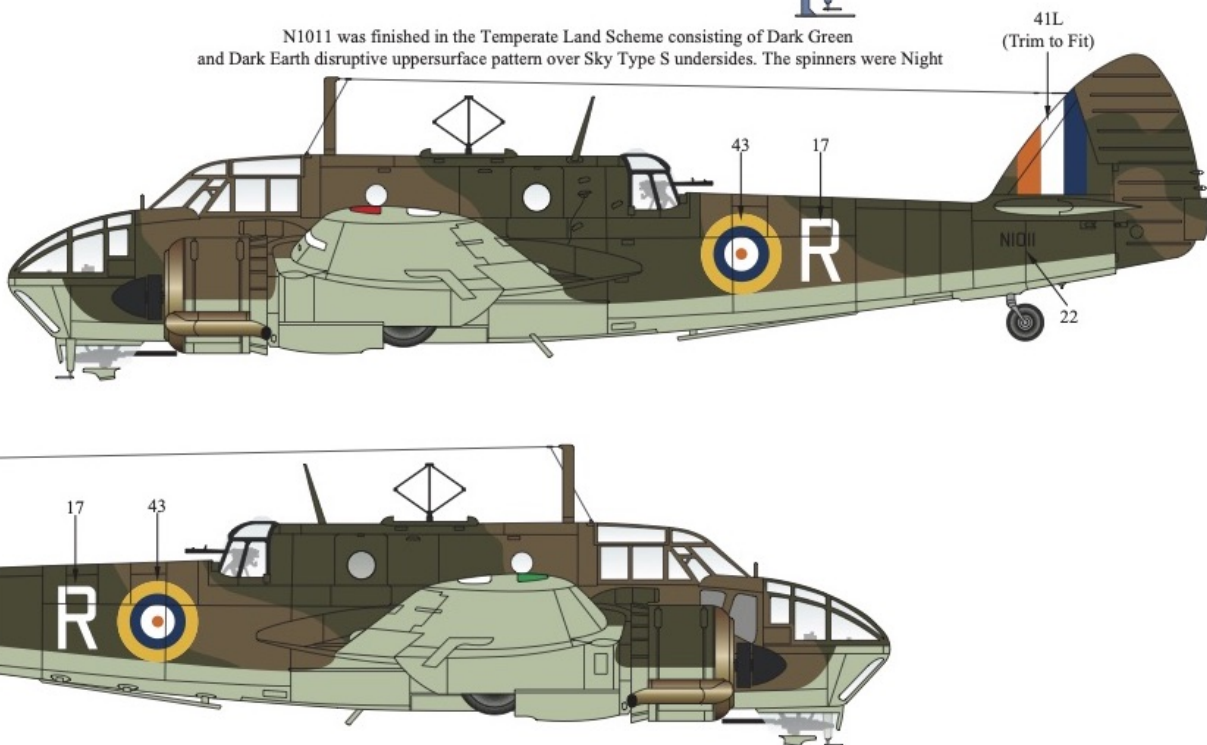 41L
(Trim to Fit)
N1011 was finished in the Temperate Land Scheme consisting of Dark Green
and Dark Earth disruptive uppersurface pattern over Sky Type S undersides. The spinners were Night
43
17
R
N1011
22
17
43
R